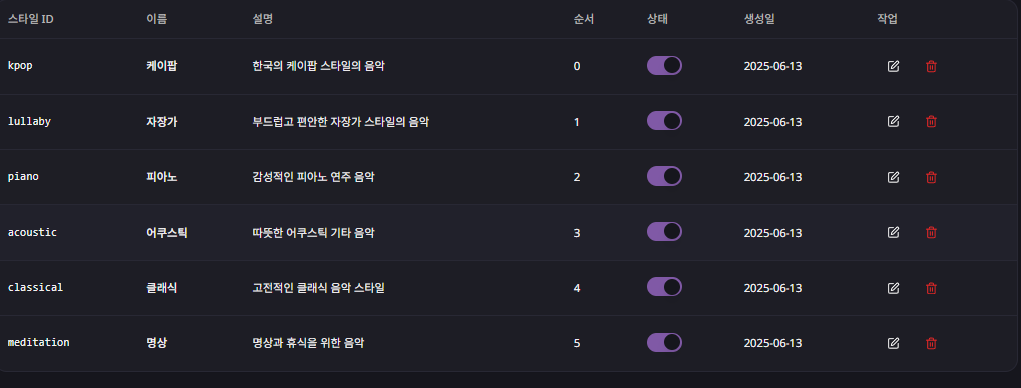 스타일 ID 이름 설명 순서 상태 생성일 작업
kpop 케이팝 한국의 케이팝 스타일의 음악 0 2025-06-13
lullaby 자장가 부드럽고 편안한 자장가 스타일의 음악 1 2025-06-13
piano 피아노 감성적인 피아노 연주 음악 2 2025-06-13
acoustic 어쿠스틱 따뜻한 어쿠스틱 기타 음악 3 2025-06-13
classical 클래식 고전적인 클래식 음악 스타일 4 2025-06-13
meditation 명상 명상과 휴식을 위한 음악 5 2025-06-13